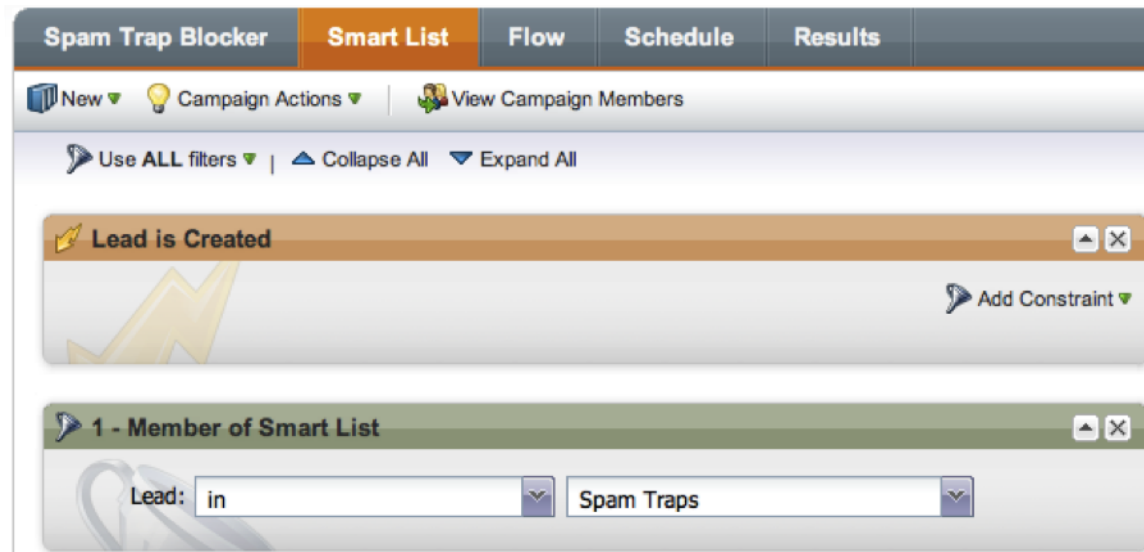 Spam Trap Blocker Smart List Flow Schedule Results
New Campaign Actions View Campaign Members
Use ALL filters | Collapse All Expand All
Lead is Created
Add Constraint
1 - Member of Smart List
Lead: in Spam Traps